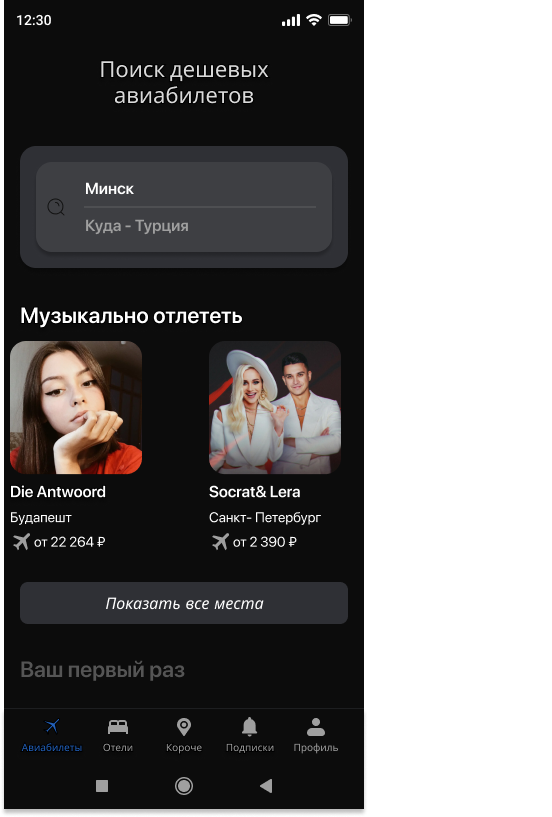 12:30
Поиск дешевых
авиабилетов
Минск
Куда - Турция
Музыкально отлететь
Die Antwoord
Socrat& Lera
Будапешт
Санкт- Петербург
от 22 264 ₽
от 2 390 ₽
Показать все места
Ваш первый раз
Авиабилеты
Отели
Короче
Подписки
Профиль